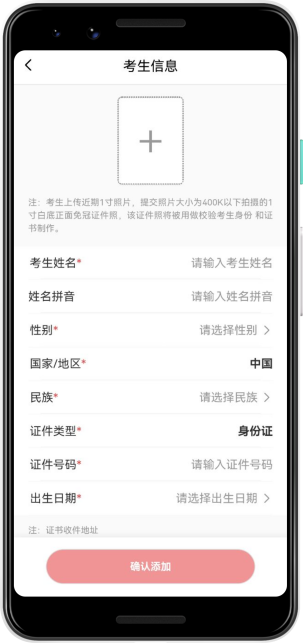 考生信息
注：考生上传近期1寸照片，提交照片大小为400K以下拍摄的1
寸白底正面免冠证件照，该证件照将被用做校验考生身份 和证
书制作。
考生姓名* 请输入考生姓名
姓名拼音 请输入姓名拼音
性别* 请选择性别
国家/地区* 中国
民族* 请选择民族
证件类型* 身份证
证件号码* 请输入证件号码
出生日期* 请选择出生日期
注：证书收件地址
确认添加